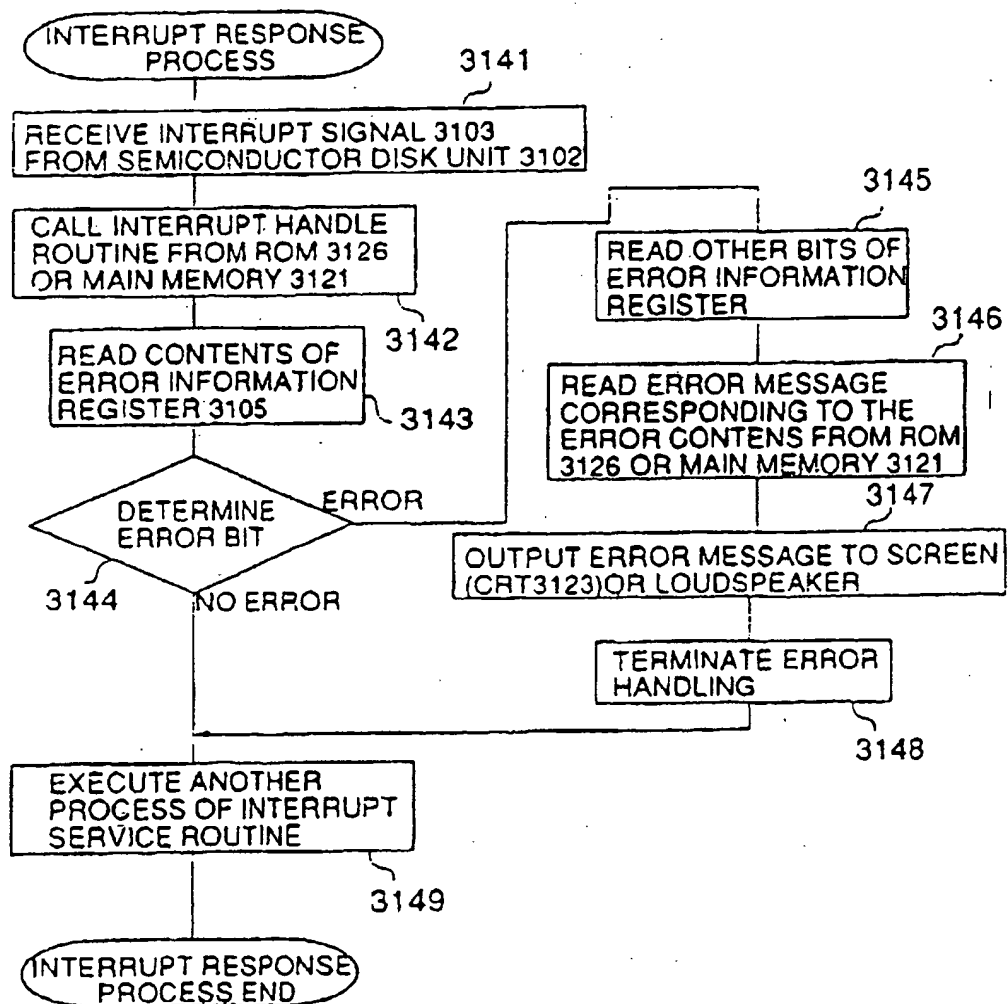 INTERRUPT RESPONSE
PROCESS
3141
RECEIVE INTERRUPT SIGNAL 3103
FROM SEMICONDUCTOR DISK UNIT 3102
CALL INTERRUPT HANDLE
ROUTINE FROM ROM 3126
OR MAIN MEMORY 3121
3142
READ CONTENTS OF
ERROR INFORMATION
REGISTER 3105
3143
DETERMINE
ERROR BIT
ERROR
3144
NO ERROR
3145
READ OTHER BITS OF
ERROR INFORMATION
REGISTER
3146
READ ERROR MESSAGE
CORRESPONDING TO THE
ERROR CONTENS FROM ROM
3126 OR MAIN MEMORY 3121
3147
OUTPUT ERROR MESSAGE TO SCREEN
(CRT3123)OR LOUDSPEAKER
TERMINATE ERROR
HANDLING
3148
EXECUTE ANOTHER
PROCESS OF INTERRUPT
SERVICE ROUTINE
3149
INTERRUPT RESPONSE
PROCESS END